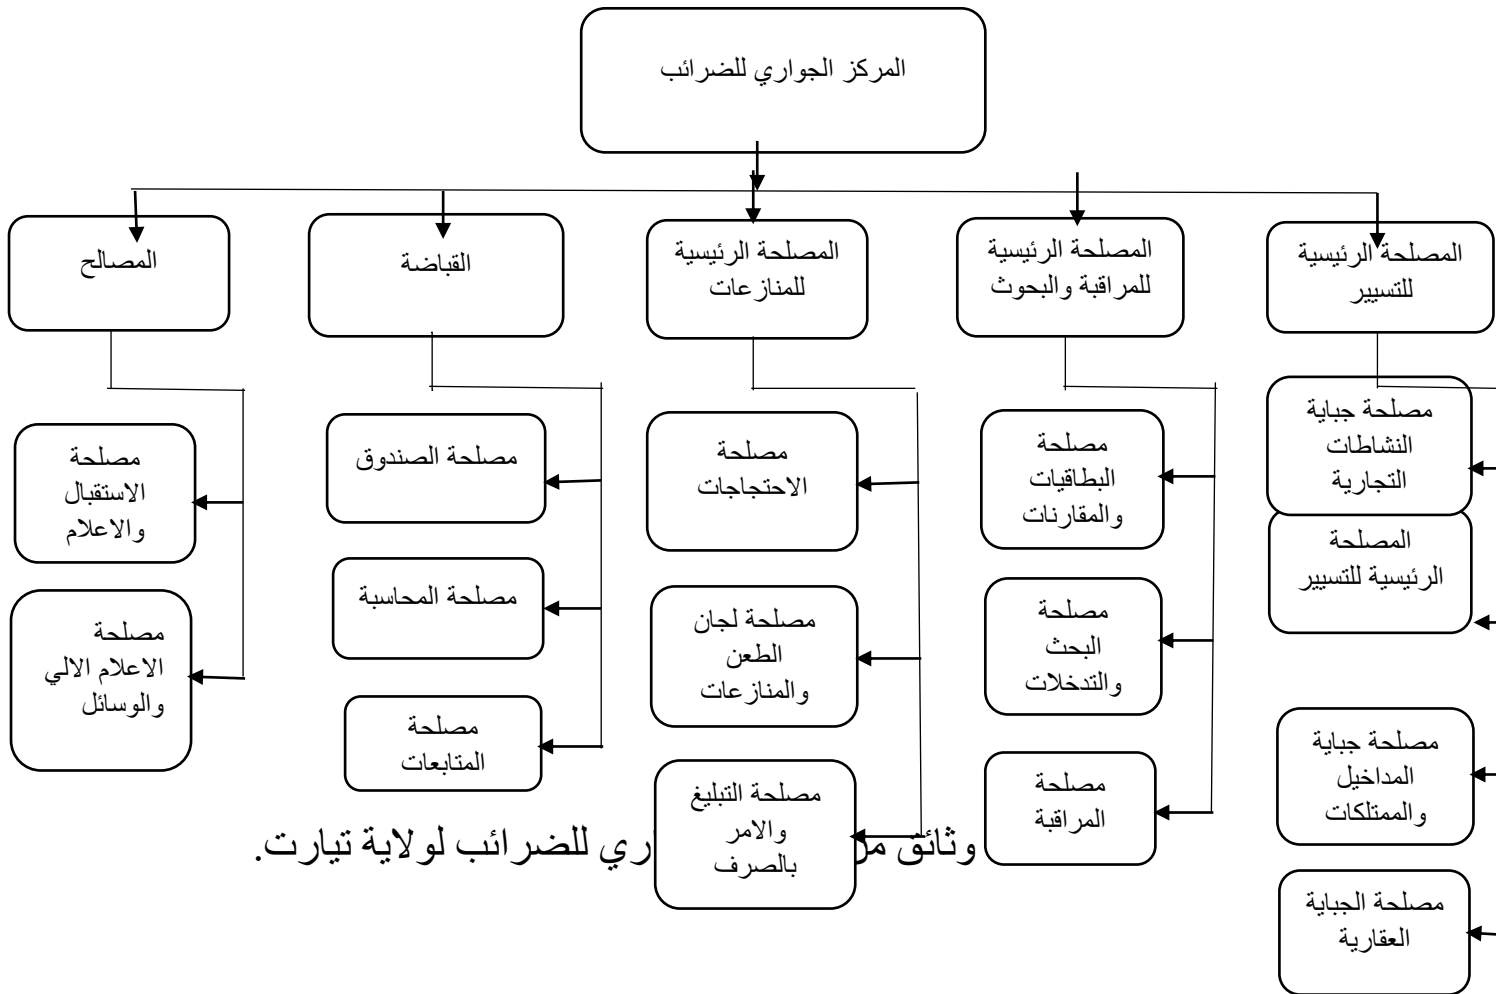 المركز الجواري للضرائب
المصلحة الرئيسية
للتسيير
المصلحة الرئيسية
للمراقبة والبحوث
المصلحة الرئيسية
للمنازعات
القباضة
المصالح
مصلحة جباية
النشاطات
التجارية
المصلحة
الرئيسية للتسيير
مصلحة جباية
المداخيل
والممتلكات
مصلحة الجباية
العقارية
مصلحة
البطاقيات
والمقارنات
مصلحة
البحث
والتدخلات
مصلحة
المراقبة
مصلحة
الاحتجاجات
مصلحة لجان
الطعن
والمنازعات
مصلحة التبليغ
والامر
بالصرف
مصلحة الصندوق
مصلحة المحاسبة
مصلحة
المتابعات
مصلحة
الاستقبال
والاعلام
مصلحة
الاعلام الالي
والوسائل
وثائق للضرائب لولاية تيارت.